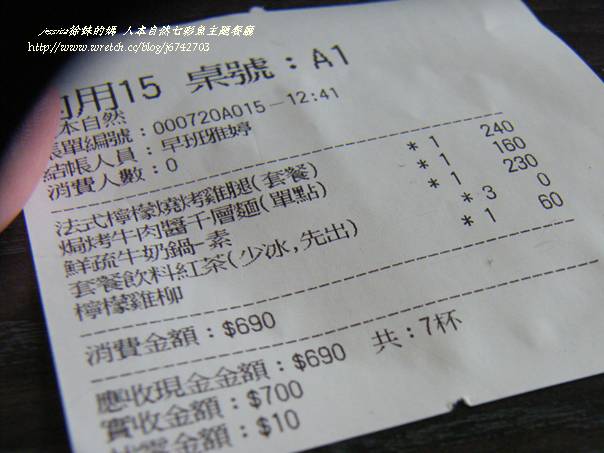 jessica徐妹的媽 人本自然七彩魚主題餐廳
http://www.wretch.cc/blog/j6742703
用15 桌號：A1
本自然
帳單編號：000720A015－12:41
結帳人員：早班雅婷
消費人數：0
法式檸檬燒烤雞腿(套餐) * 1 240
焗烤牛肉醬千層麵(單點) * 1 160
鮮疏牛奶鍋-素 * 1 230
套餐飲料紅茶(少冰,先出) * 3 0
檸檬雞柳 * 1 60
消費金額：$690
應收現金金額：$690 共：7杯
實收金額：$700
找零金額：$10